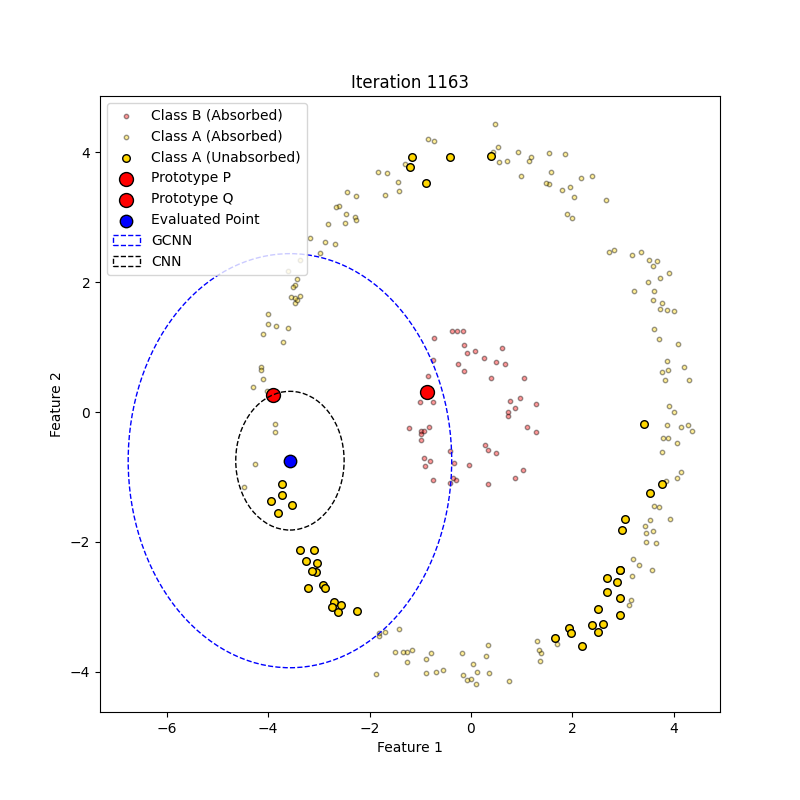 Iteration 1163
Class B (Absorbed)
Class A (Absorbed)
Class A (Unabsorbed)
Prototype P
Prototype Q
Evaluated Point
GCNN
CNN
4
2
0
−2
−4
Feature 2
−6 −4 −2 0 2 4
Feature 1